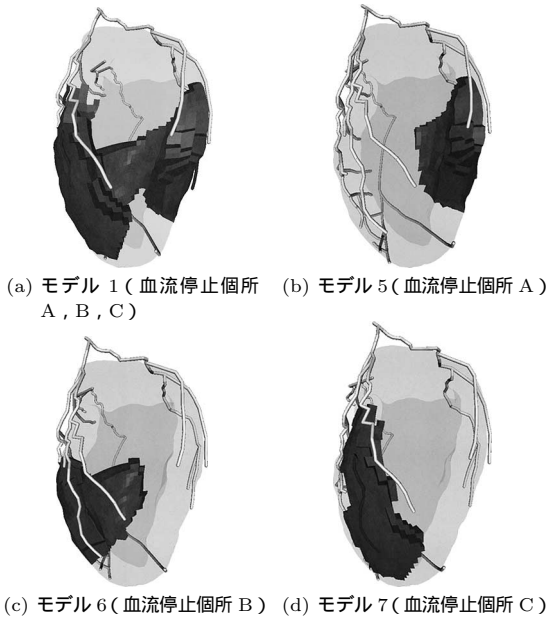 (a) モデル 1 ( 血流停止個所 A , B , C )
(b) モデル 5 ( 血流停止個所 A )
(c) モデル 6 ( 血流停止個所 B )
(d) モデル 7 ( 血流停止個所 C )